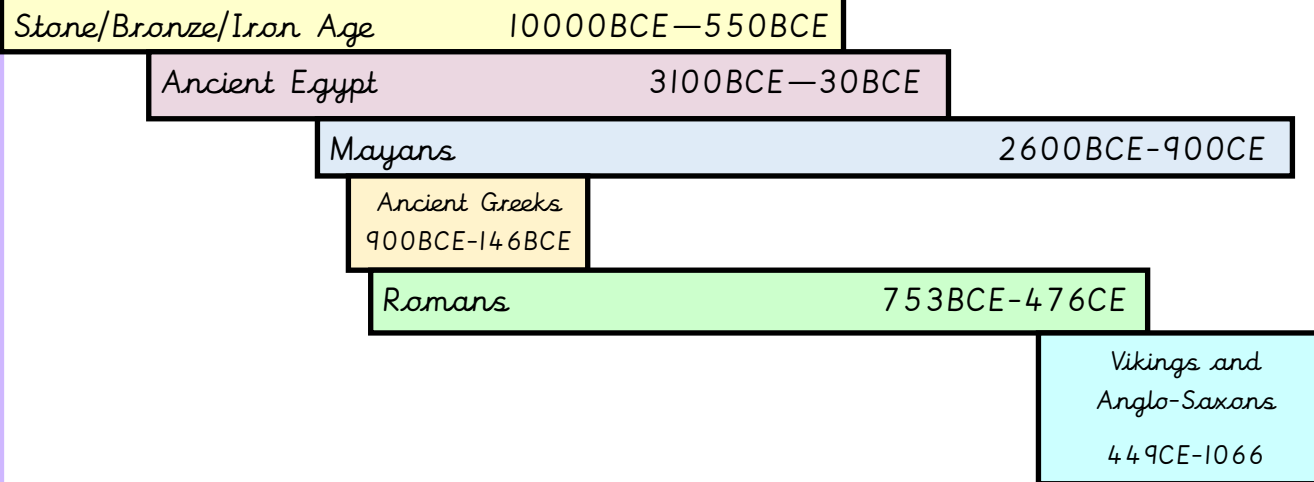 Stone/Bronze/Iron Age 10000BCE—550BCE
Ancient Egypt 3100BCE—30BCE
Mayans 2600BCE-900CE
Ancient Greeks
900BCE-146BCE
Romans 753BCE-476CE
Vikings and
Anglo-Saxons
449CE-1066